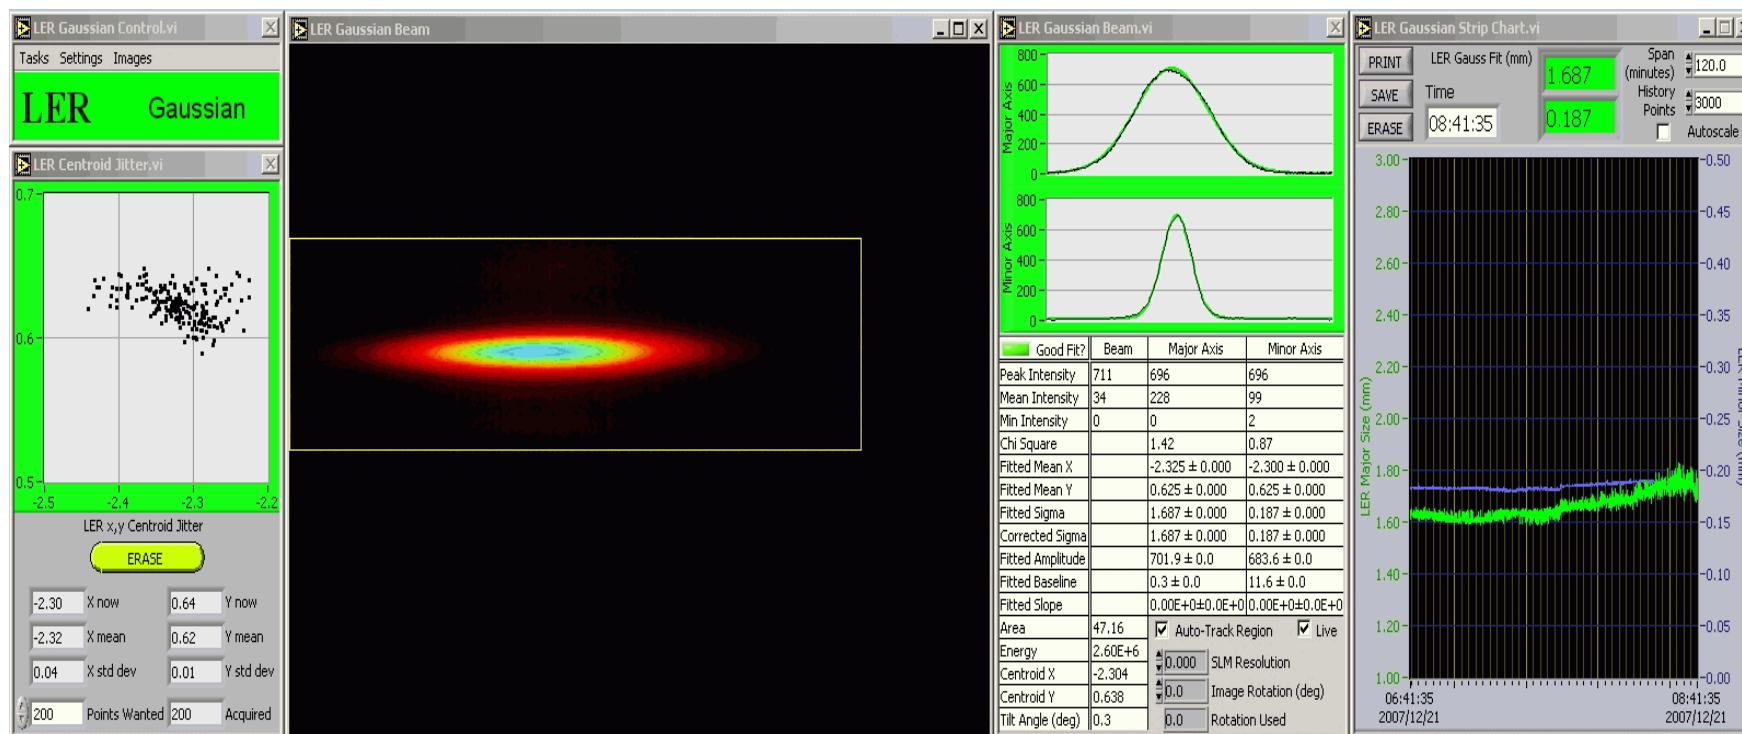 LER Gaussian Control.vi
Tasks Settings Images
LER Gaussian
LER Centroid Jitter.vi
0.7
0.6
0.5
-2.5 -2.4 -2.3 -2.2
LER x,y Centroid Jitter
ERASE
-2.30 X now 0.64 Y now
-2.32 X mean 0.62 Y mean
0.04 X std dev 0.01 Y std dev
200 Points Wanted 200 Acquired
LER Gaussian Beam
LER Gaussian Beam.vi
Major Axis
800
600
400
200
0
Minor Axis
800
600
400
200
0
Good Fit? Beam Major Axis Minor Axis
Peak Intensity 711 696 696
Mean Intensity 34 228 99
Min Intensity 0 0 2
Chi Square 1.42 0.87
Fitted Mean X -2.325 ± 0.000 -2.300 ± 0.000
Fitted Mean Y 0.625 ± 0.000 0.625 ± 0.000
Fitted Sigma 1.687 ± 0.000 0.187 ± 0.000
Corrected Sigma 1.687 ± 0.000 0.187 ± 0.000
Fitted Amplitude 701.9 ± 0.0 683.6 ± 0.0
Fitted Baseline 0.3 ± 0.0 11.6 ± 0.0
Fitted Slope 0.00E+0±0.0E+0 0.00E+0±0.0E+0
Area 47.16
Energy 2.60E+6
Centroid X -2.304
Centroid Y 0.638
Tilt Angle (deg) 0.3
Auto-Track Region Live
0.000 SLM Resolution
0.0 Image Rotation (deg)
0.0 Rotation Used
LER Gaussian Strip Chart.vi
PRINT
SAVE
ERASE
LER Gauss Fit (mm)
Time
08:41:35
1.687
0.187
Span
(minutes)
120.0
History
Points
3000
Autoscale
LER Major Size (mm)
3.00
2.80
2.60
2.40
2.20
2.00
1.80
1.60
1.40
1.20
1.00
0.50
0.45
0.40
0.35
0.30
0.25
0.20
0.15
0.10
0.05
0.00
LER Minor Size (mm)
06:41:35 08:41:35
2007/12/21 2007/12/21